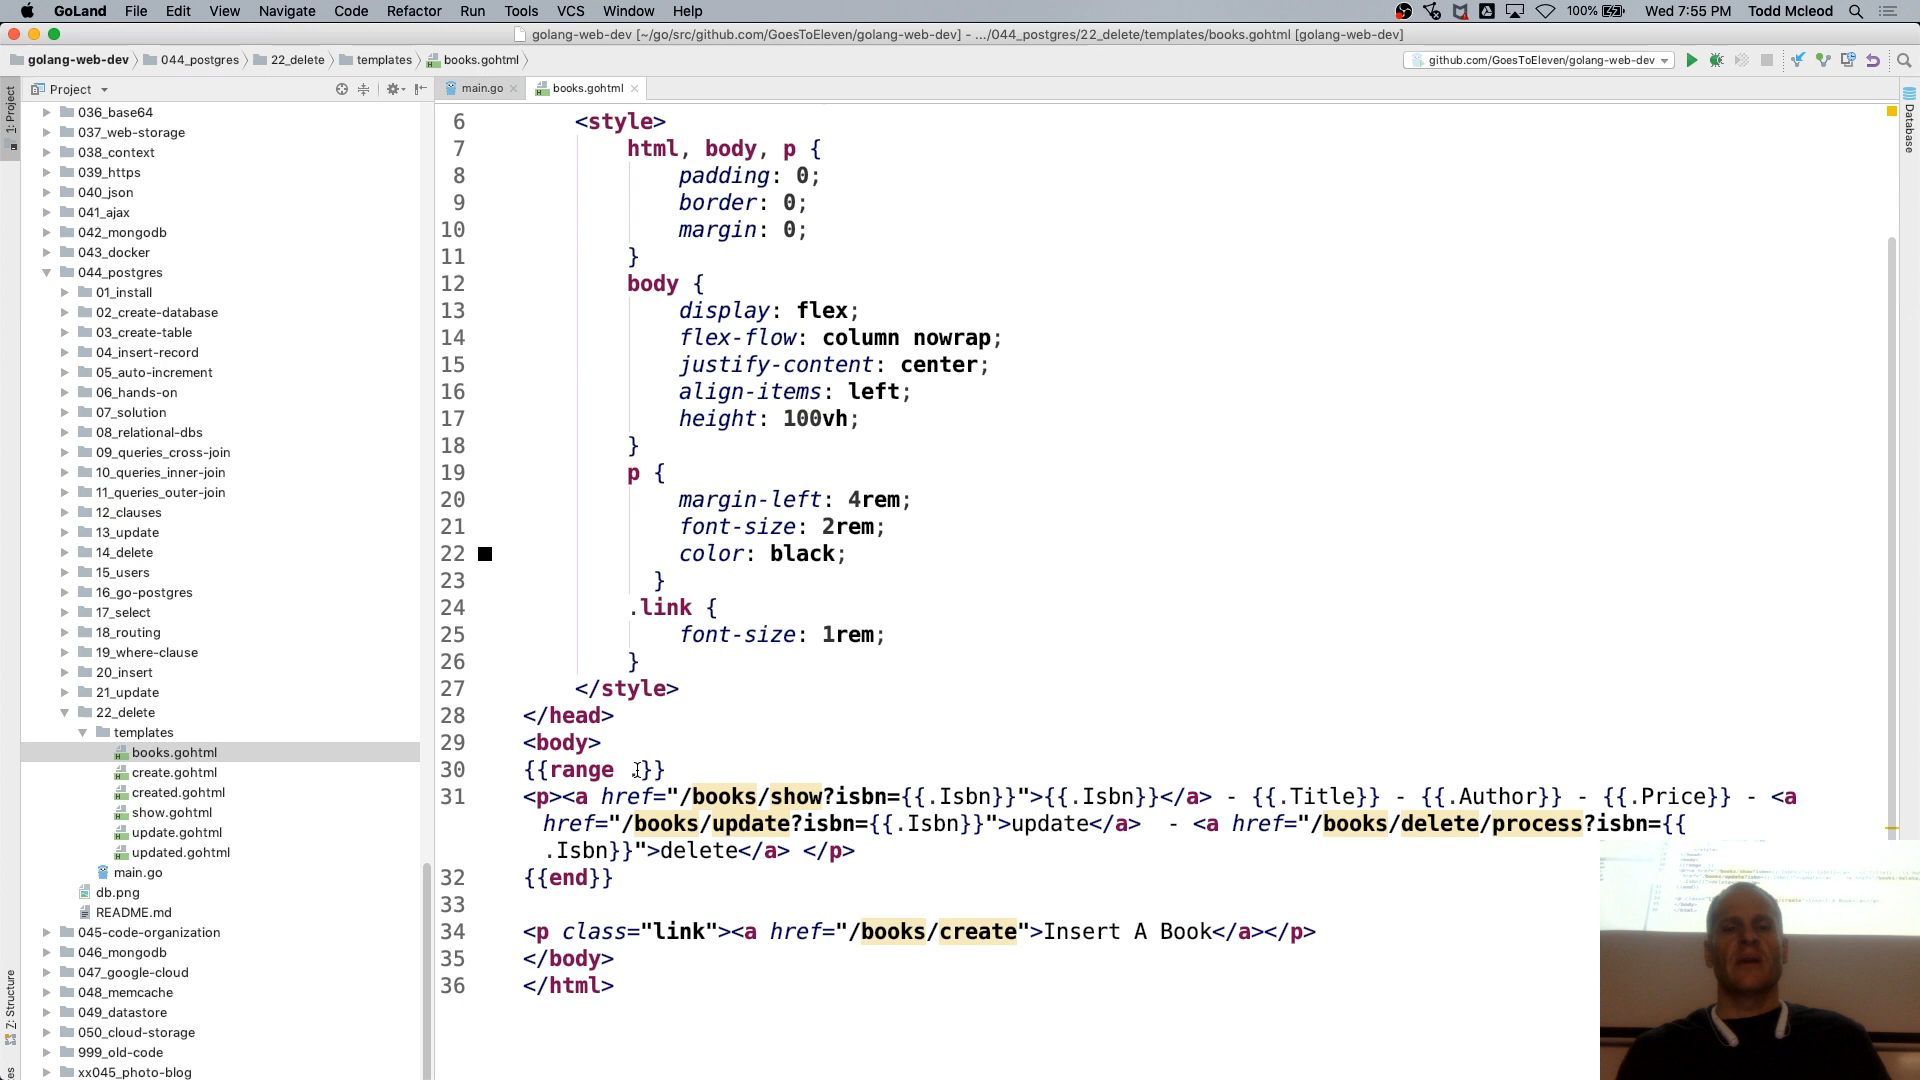 GoLand File Edit View Navigate Code Refactor Run Tools VCS Window Help 100% Wed 7:55 PM Todd Mcleod
golang-web-dev [~/go/src/github.com/GoesToEleven/golang-web-dev] - .../044_postgres/22_delete/templates/books.gohtml [golang-web-dev]
golang-web-dev 044_postgres 22_delete templates books.gohtml github.com/GoesToEleven/golang-web-dev
Project main.go books.gohtml
1: Project
Z: Structure
Database
036_base64
037_web-storage
038_context
039_https
040_json
041_ajax
042_mongodb
043_docker
044_postgres
01_install
02_create-database
03_create-table
04_insert-record
05_auto-increment
06_hands-on
07_solution
08_relational-dbs
09_queries_cross-join
10_queries_inner-join
11_queries_outer-join
12_clauses
13_update
14_delete
15_users
16_go-postgres
17_select
18_routing
19_where-clause
20_insert
21_update
22_delete
templates
books.gohtml
create.gohtml
created.gohtml
show.gohtml
update.gohtml
updated.gohtml
main.go
db.png
README.md
045-code-organization
046_mongodb
047_google-cloud
048_memcache
049_datastore
050_cloud-storage
999_old-code
xx045_photo-blog
6 <style>
7 html, body, p {
8 padding: 0;
9 border: 0;
10 margin: 0;
11 }
12 body {
13 display: flex;
14 flex-flow: column nowrap;
15 justify-content: center;
16 align-items: left;
17 height: 100vh;
18 }
19 p {
20 margin-left: 4rem;
21 font-size: 2rem;
22 color: black;
23 }
24 .link {
25 font-size: 1rem;
26 }
27 </style>
28 </head>
29 <body>
30 {{range .}}
31 <p><a href="/books/show?isbn={{.Isbn}}">{{.Isbn}}</a> - {{.Title}} - {{.Author}} - {{.Price}} - <a
href="/books/update?isbn={{.Isbn}}">update</a> - <a href="/books/delete/process?isbn={{
.Isbn}}">delete</a> </p>
32 {{end}}
33
34 <p class="link"><a href="/books/create">Insert A Book</a></p>
35 </body>
36 </html>